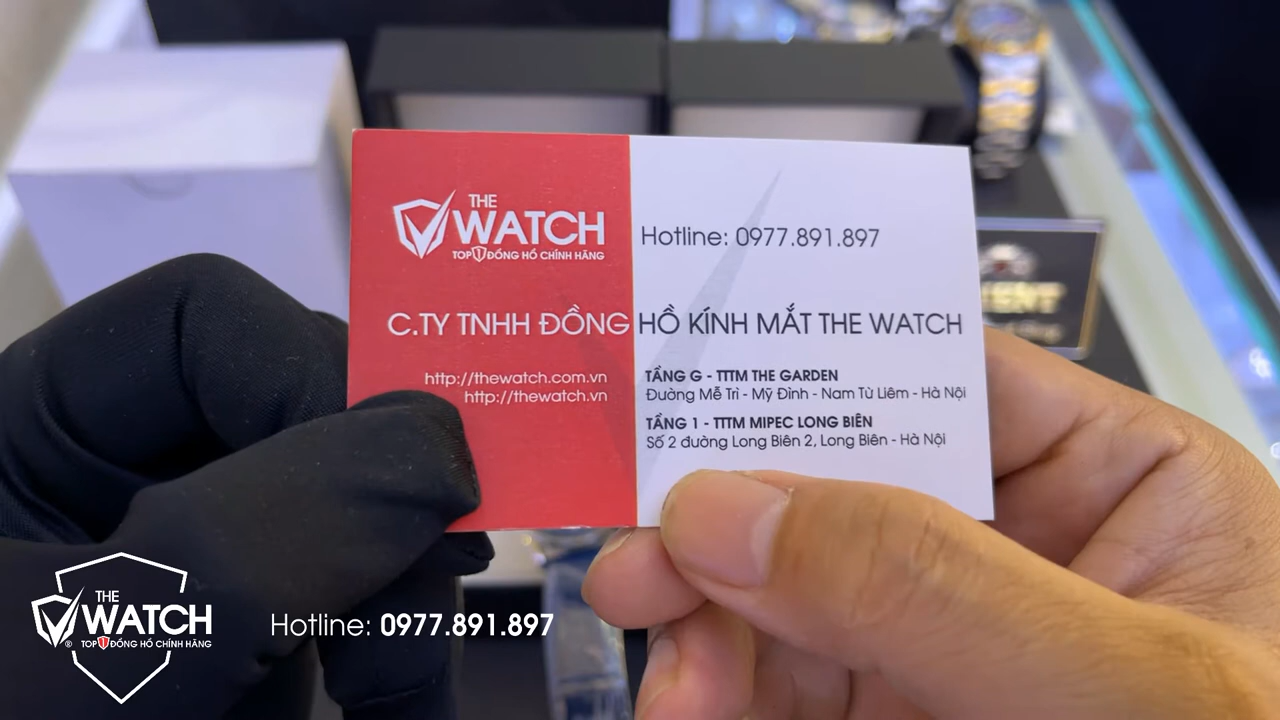 THE
WATCH
TOP 1 ĐỒNG HỒ CHÍNH HÃNG
Hotline: 0977.891.897
C.TY TNHH ĐỒNG HỒ KÍNH MẮT THE WATCH
http://thewatch.com.vn
http://thewatch.vn
TẦNG G - TTTM THE GARDEN
Đường Mễ Trì - Mỹ Đình - Nam Từ Liêm - Hà Nội
TẦNG 1 - TTTM MIPEC LONG BIÊN
Số 2 đường Long Biên 2, Long Biên - Hà Nội
THE
WATCH
® TOP 1 ĐỒNG HỒ CHÍNH HÃNG
Hotline: 0977.891.897